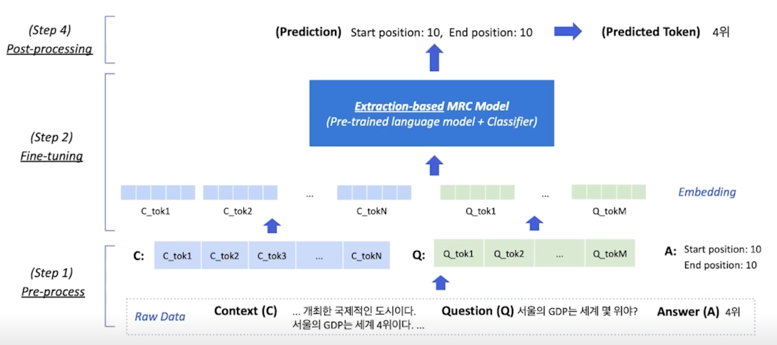 (Step 4)
Post-processing
(Prediction) Start position: 10, End position: 10
(Predicted Token) 4위
Extraction-based MRC Model
(Pre-trained language model + Classifier)
(Step 2)
Fine-tuning
C_tok1 C_tok2 ... C_tokN Q_tok1 ... Q_tokM
Embedding
C: C_tok1 C_tok2 C_tok3 ... C_tokN
Q: Q_tok1 Q_tok2 ... Q_tokM
A: Start position: 10
End position: 10
(Step 1)
Pre-process
Raw Data
Context (C) ... 개최한 국제적인 도시이다.
서울의 GDP는 세계 4위이다. ...
Question (Q) 서울의 GDP는 세계 몇 위야?
Answer (A) 4위